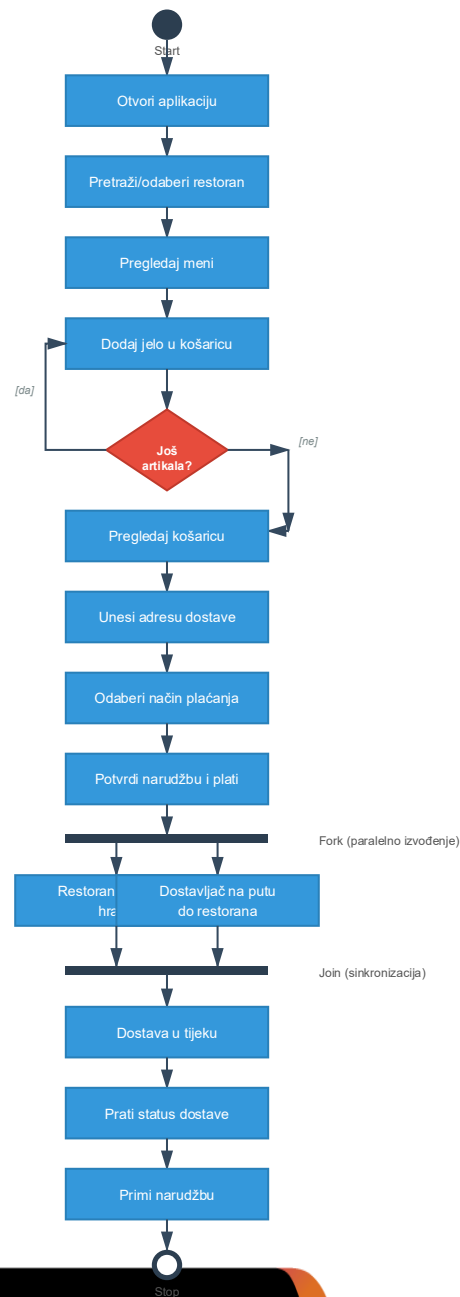 Start
Otvori aplikaciju
Pretraži/odaberi restoran
Pregledaj meni
Dodaj jelo u košaricu
[da]
[ne]
Još
artikala?
Pregledaj košaricu
Unesi adresu dostave
Odaberi način plaćanja
Potvrdi narudžbu i plati
Fork (paralelno izvođenje)
Restoran
Dostavljač na putu
do restorana
Join (sinkronizacija)
Dostava u tijeku
Prati status dostave
Primi narudžbu
Stop